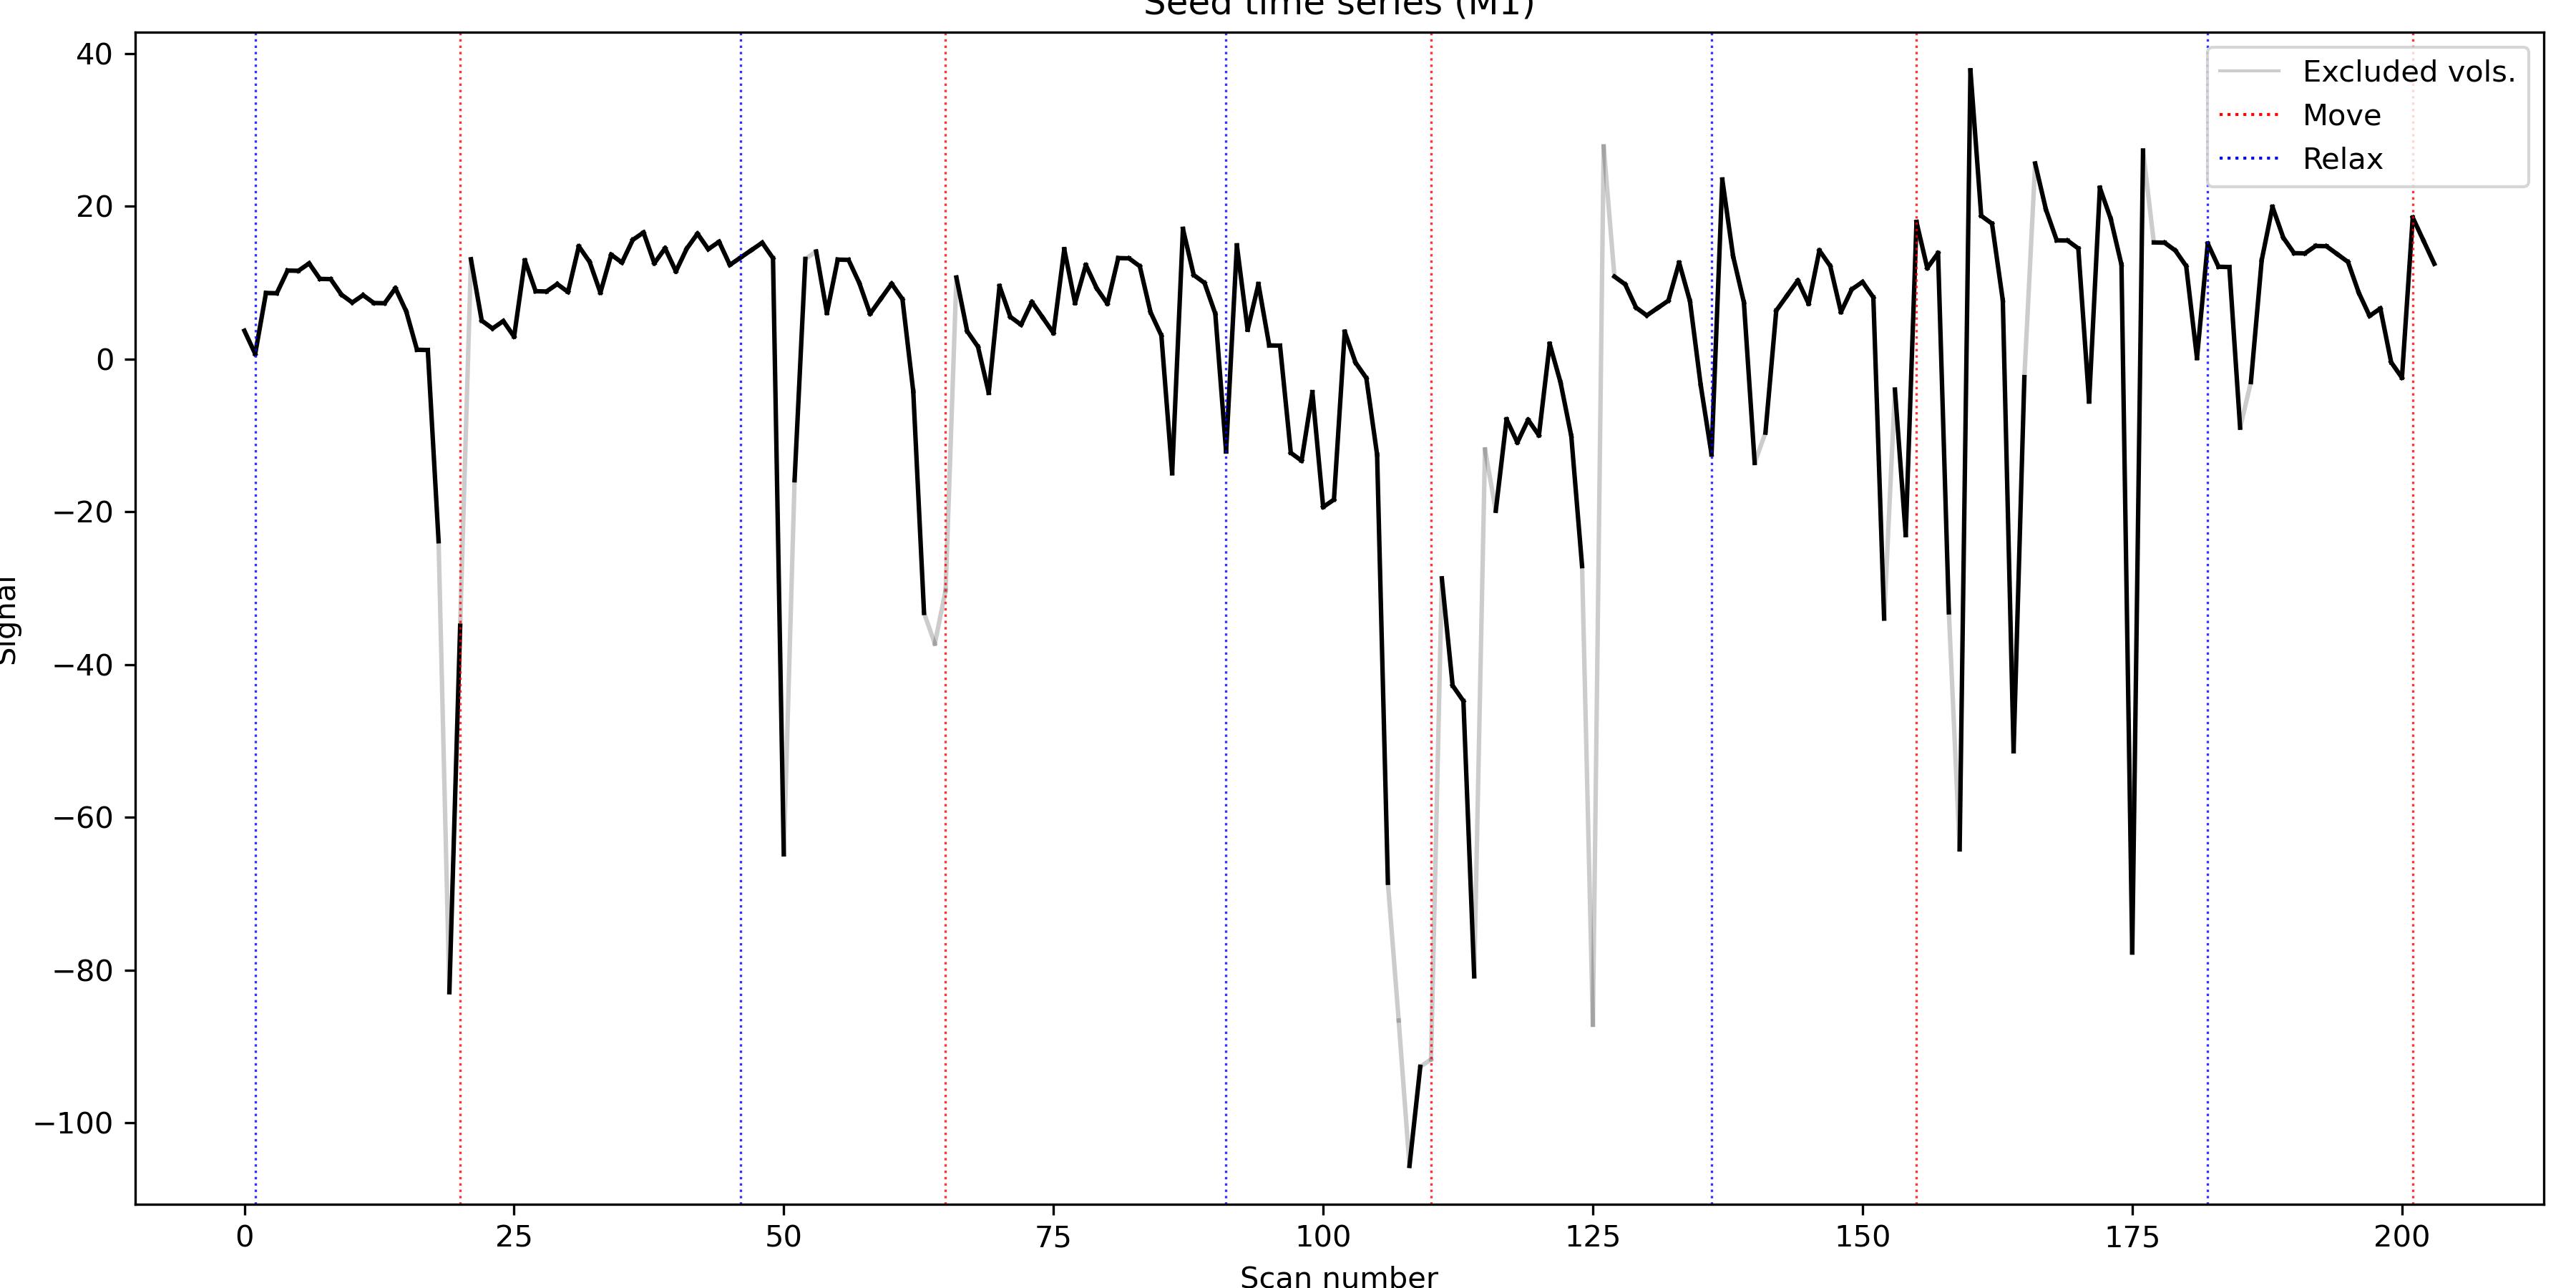 Seed time series (M1)
40
20
0
−20
−40
−60
−80
−100
Signal
Excluded vols.
Move
Relax
0 25 50 75 100 125 150 175 200
Scan number